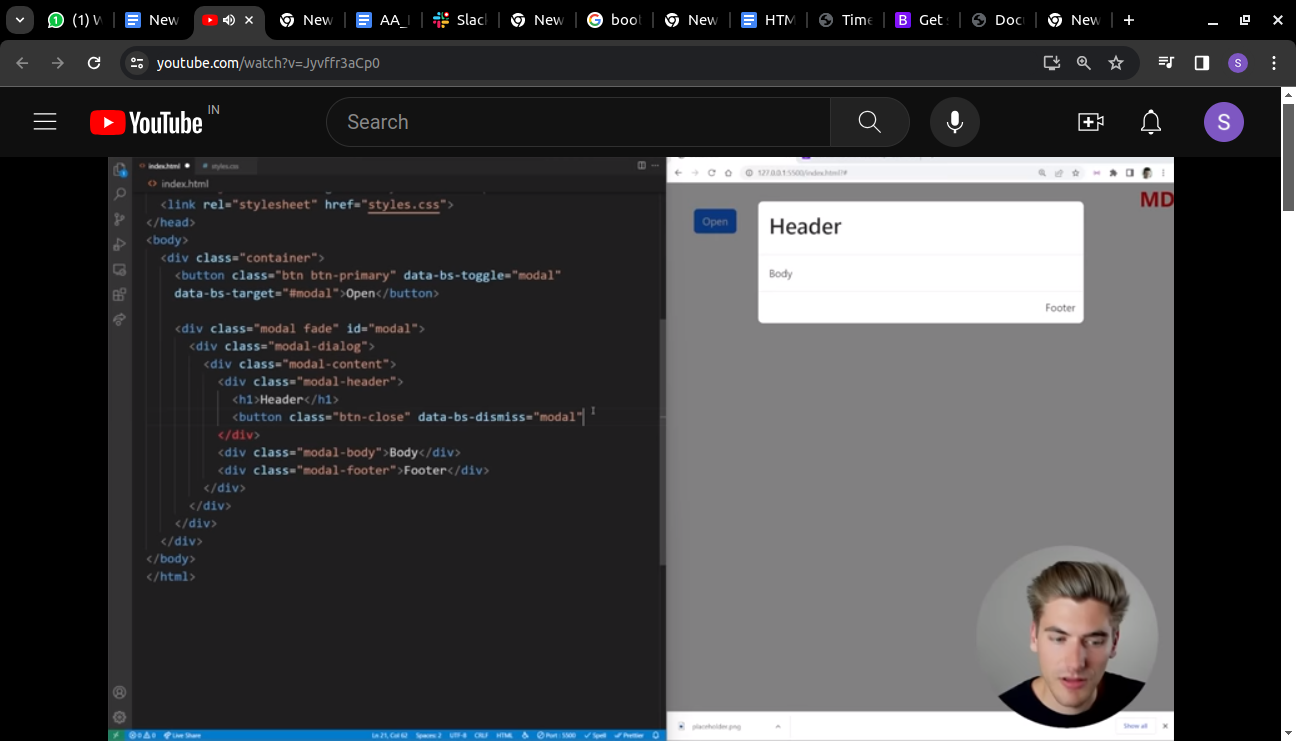 (1) W
New
New
AA_
Slac
New
bool
New
HTM
Time
Get
Doc
New
youtube.com/watch?v=Jyvffr3aCp0
S
YouTube
IN
Search
S
index.html
styles.css
index.html
<link rel="stylesheet" href="styles.css">
</head>
<body>
<div class="container">
<button class="btn btn-primary" data-bs-toggle="modal"
data-bs-target="#modal">Open</button>
<div class="modal fade" id="modal">
<div class="modal-dialog">
<div class="modal-content">
<div class="modal-header">
<h1>Header</h1>
<button class="btn-close" data-bs-dismiss="modal"
</div>
<div class="modal-body">Body</div>
<div class="modal-footer">Footer</div>
</div>
</div>
</div>
</div>
</body>
</html>
0 0 Live Share
Ln 21, Col 62 Spaces: 2 UTF-8 CRLF HTML Port : 5500 Spell Prettier
127.0.0.1:5500/index.html?#
MD
Open
Header
Body
Footer
placeholder.png
Show all